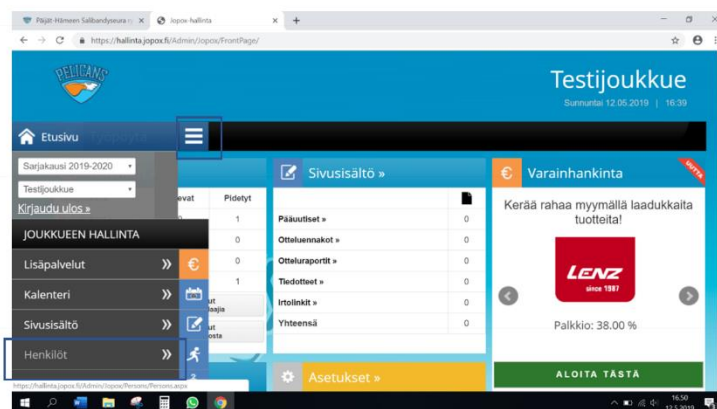 Päijät-Hämeen Salibandyseura ry
Jopox-hallinta
https://hallinta.jopox.fi/Admin/Jopox/FrontPage/
PELICANS
Testijoukkue
Sunnuntai 12.05.2019 | 16:39
Etusivu
Sarjakausi 2019-2020
Testijoukkue
Kirjaudu ulos »
JOUKKUEEN HALLINTA
Lisäpalvelut »
Kalenteri »
Sivusisältö »
Henkilöt »
https://hallinta.jopox.fi/Admin/Jopox/Persons/Persons.aspx
evat Pidetyt
1
0
0
1
Sivusisältö »
Pääuutiset » 0
Otteluennakot » 0
Otteluraportit » 0
Tiedotteet » 0
Irtolinkit » 0
Yhteensä 0
Asetukset »
€ Varainhankinta
UUTTA
Kerää rahaa myymällä laadukkaita
tuotteita!
LENZ
since 1987
Palkkio: 38.00 %
ALOITA TÄSTÄ
16.50
12.5.2019